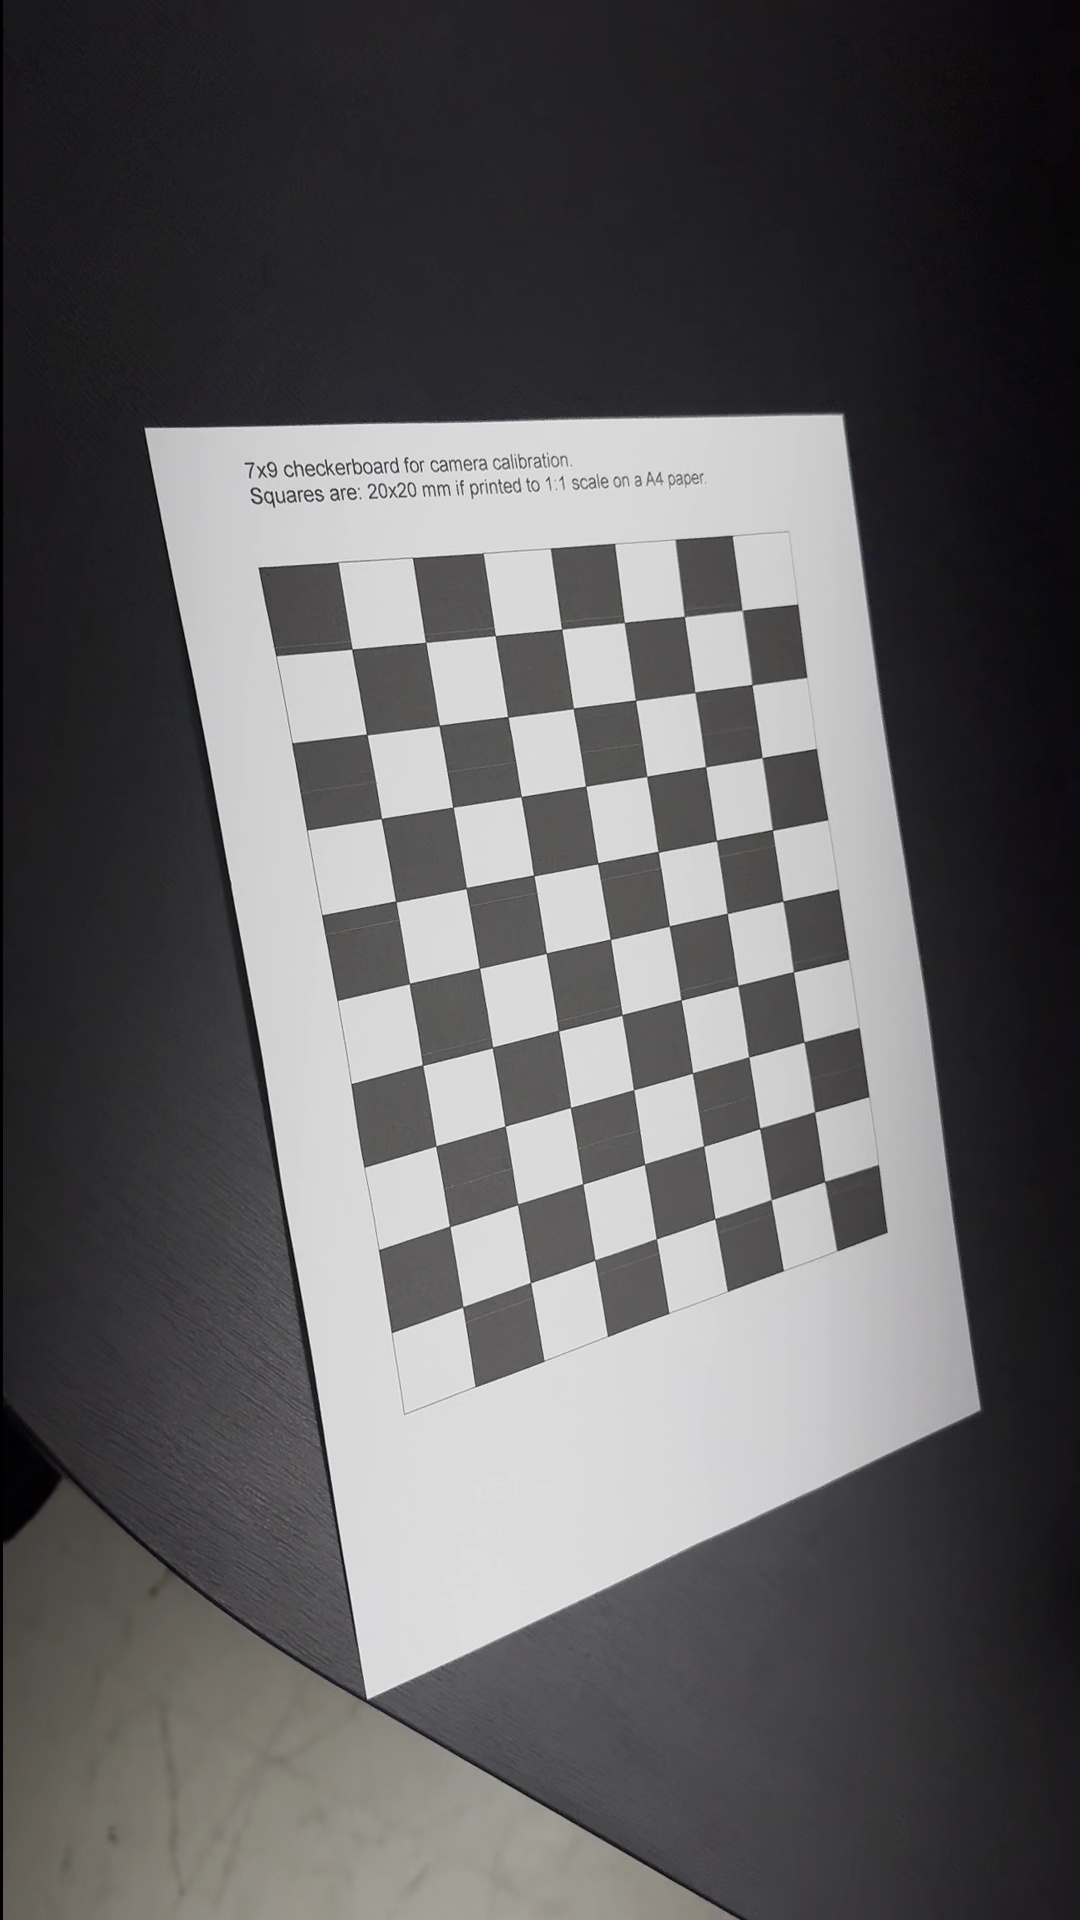 7x9 checkerboard for camera calibration.
Squares are: 20x20 mm if printed to 1:1 scale on a A4 paper.